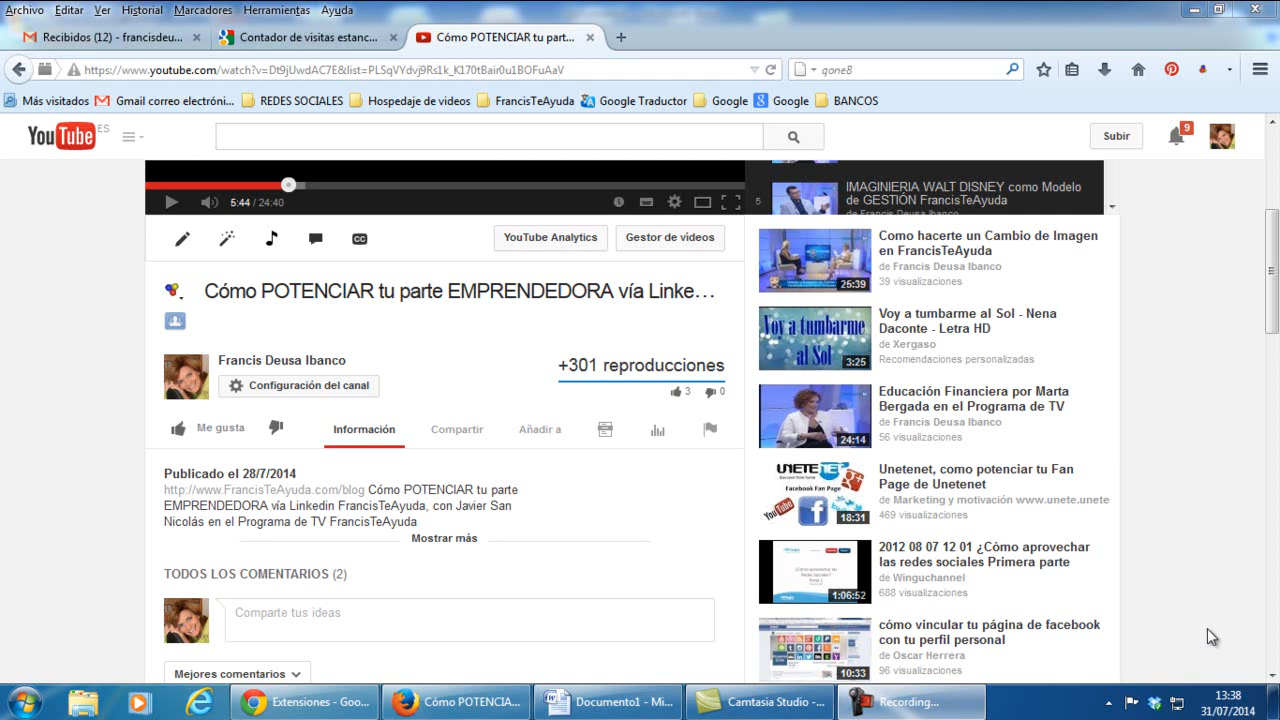 Archivo Editar Ver Historial Marcadores Herramientas Ayuda
Recibidos (12) - francisdeu...
Contador de visitas estanc...
Cómo POTENCIAR tu part...
https://www.youtube.com/watch?v=Dt9jUwdAC7E&list=PLSqVYdvj9Rs1k_K170tBair0u1BOFuAaV
qone8
Más visitados
Gmail correo electróni...
REDES SOCIALES
Hospedaje de videos
FrancisTeAyuda
Google Traductor
Google
Google
BANCOS
YouTube ES
Subir
9
5:44 / 24:40
5
IMAGINIERIA WALT DISNEY como Modelo
de GESTIÓN FranciсTeAyuda
de Francis Deusa Ibanco
YouTube Analytics
Gestor de vídeos
Cómo POTENCIAR tu parte EMPRENDEDORA vía Linke...
Francis Deusa Ibanco
Configuración del canal
+301 reproducciones
3
0
Me gusta
Información
Compartir
Añadir a
Publicado el 28/7/2014
http://www.FrancisTeAyuda.com/blog Cómo POTENCIAR tu parte
EMPRENDEDORA vía Linkedin FrancisTeAyuda, con Javier San
Nicolás en el Programa de TV FrancisTeAyuda
Mostrar más
TODOS LOS COMENTARIOS (2)
Comparte tus ideas
Mejores comentarios
Como hacerte un Cambio de Imagen
en FrancisTeAyuda
de Francis Deusa Ibanco
39 visualizaciones
25:39
Voy a tumbarme
al Sol
3:25
Voy a tumbarme al Sol - Nena
Daconte - Letra HD
de Xergaso
Recomendaciones personalizadas
Educación Financiera por Marta
Bergada en el Programa de TV
de Francis Deusa Ibanco
56 visualizaciones
24:14
UNETENET
Facebook Fan Page
YouTube
18:31
Unetenet, como potenciar tu Fan
Page de Unetenet
de Marketing y motivación www.unete.unete
469 visualizaciones
1:06:52
2012 08 07 12 01 ¿Cómo aprovechar
las redes sociales Primera parte
de Winguchannel
688 visualizaciones
10:33
cómo vincular tu página de facebook
con tu perfil personal
de Oscar Herrera
96 visualizaciones
Extensiones - Goo...
Cómo POTENCIA...
Documento1 - Mi...
Camtasia Studio -...
Recording...
13:38
31/07/2014